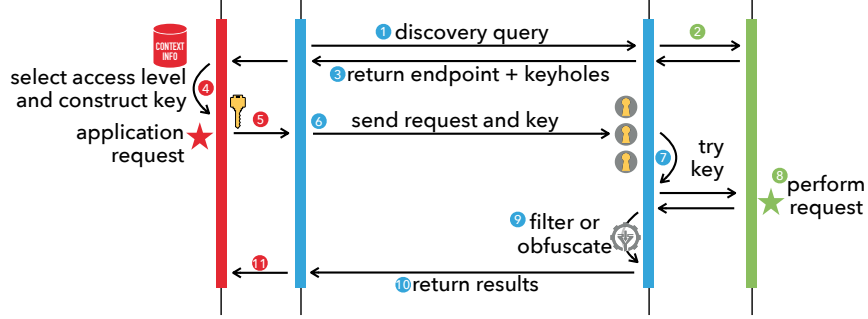 1 discovery query
2
CONTEXT
INFO
3 return endpoint + keyholes
select access level
and construct key
4
5
6 send request and key
application
request
7
try
key
8 perform
request
9 filter or
obfuscate
10 return results
11